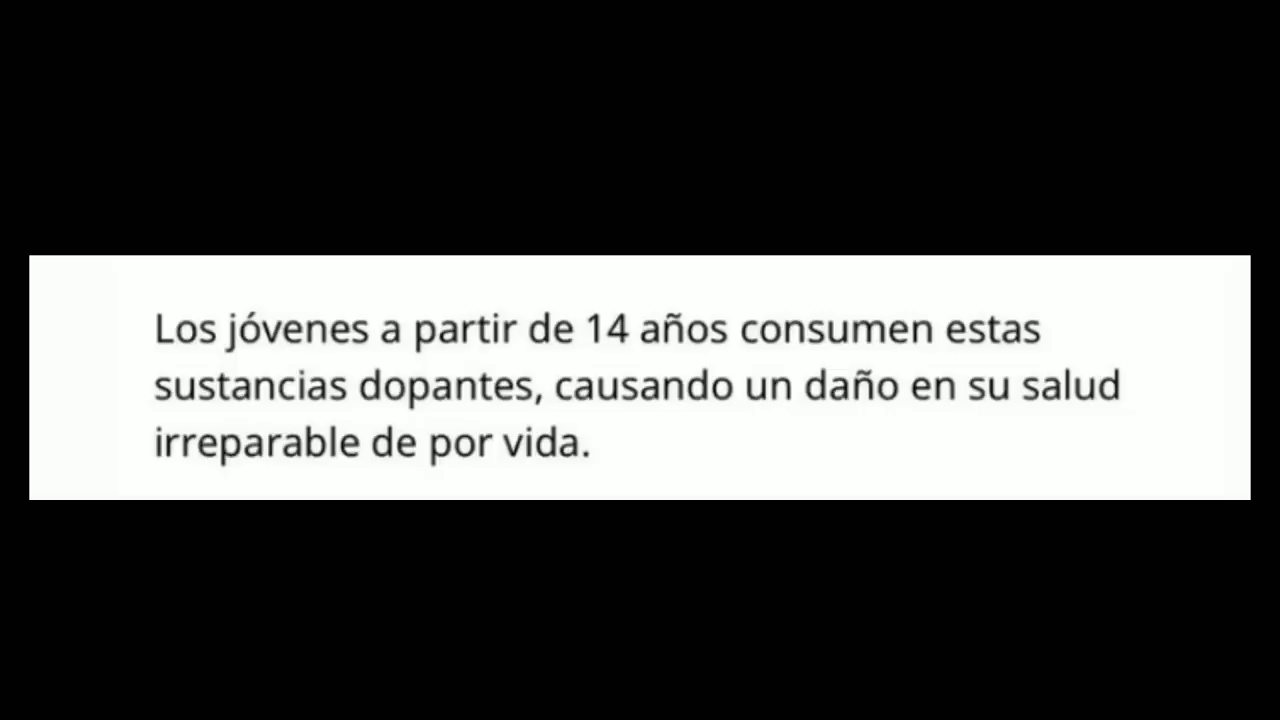 Los jóvenes a partir de 14 años consumen estas
sustancias dopantes, causando un daño en su salud
irreparable de por vida.